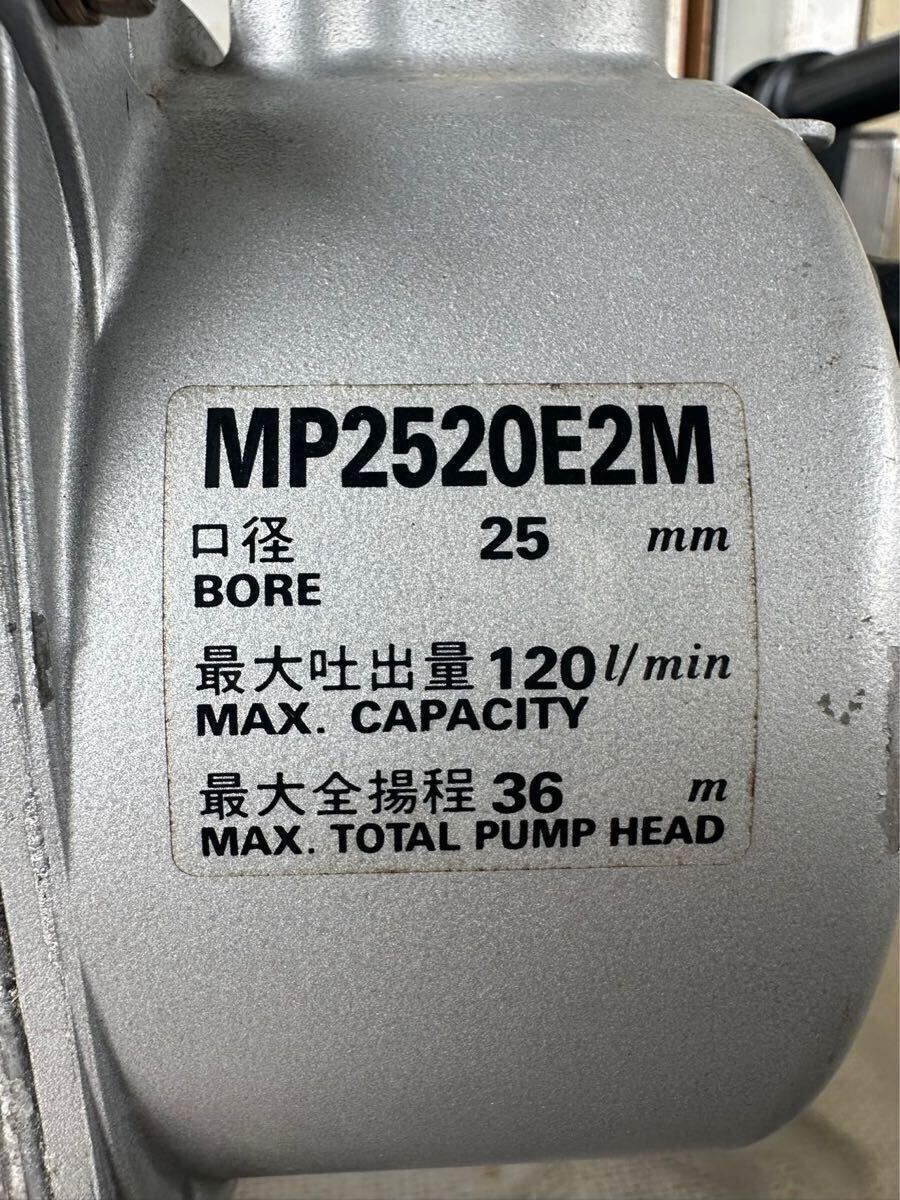 MP2520E2M
口径 25 mm
BORE
最大吐出量 120 l/min
MAX. CAPACITY
最大全揚程 36 m
MAX. TOTAL PUMP HEAD